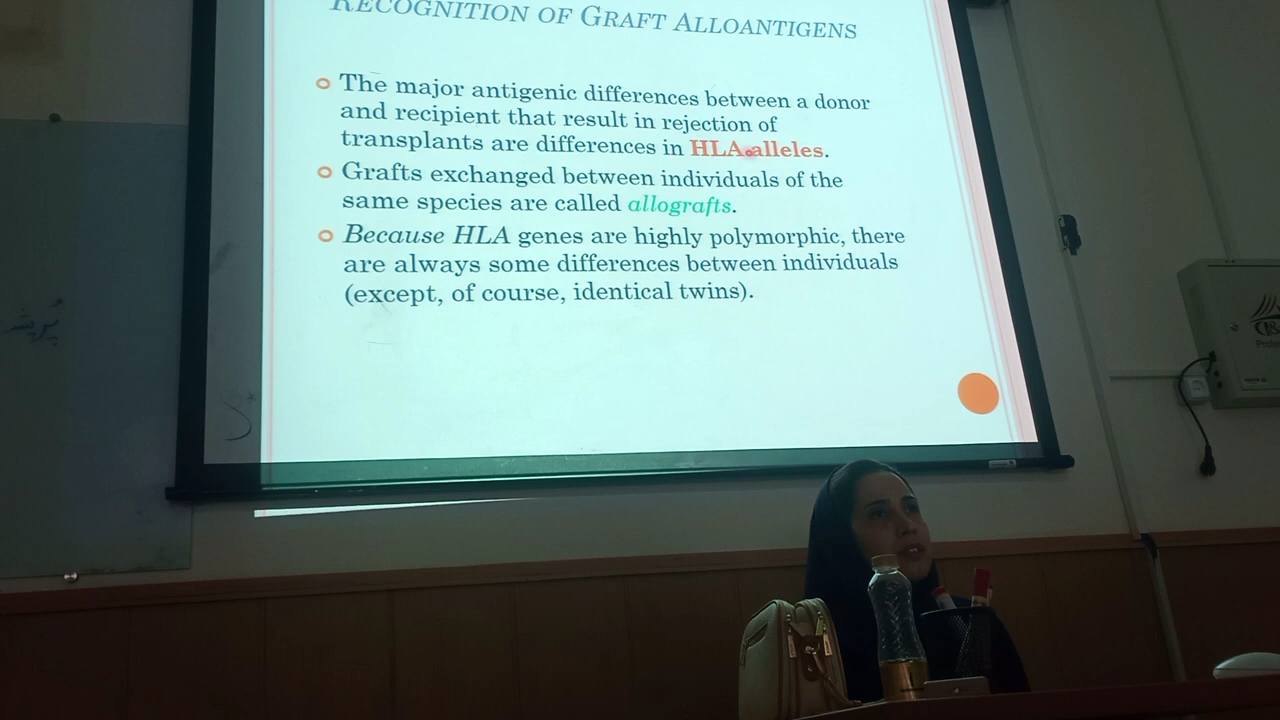 RECOGNITION OF GRAFT ALLOANTIGENS
The major antigenic differences between a donor
and recipient that result in rejection of
transplants are differences in HLA alleles.
Grafts exchanged between individuals of the
same species are called allografts.
Because HLA genes are highly polymorphic, there
are always some differences between individuals
(except, of course, identical twins).